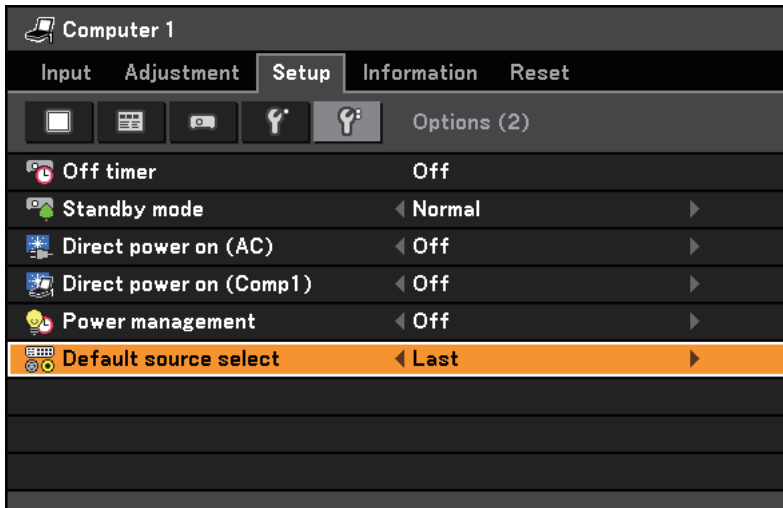 Computer 1
Input Adjustment Setup Information Reset
Options (2)
Off timer Off
Standby mode Normal
Direct power on (AC) Off
Direct power on (Comp1) Off
Power management Off
Default source select Last